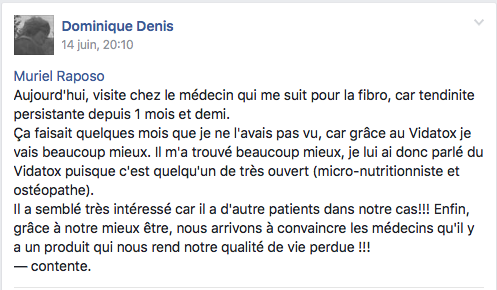 Dominique Denis
14 juin, 20:10
Muriel Raposo
Aujourd'hui, visite chez le médecin qui me suit pour la fibro, car tendinite
persistante depuis 1 mois et demi.
Ça faisait quelques mois que je ne l'avais pas vu, car grâce au Vidatox je
vais beaucoup mieux. Il m'a trouvé beaucoup mieux, je lui ai donc parlé du
Vidatox puisque c'est quelqu'un de très ouvert (micro-nutritionniste et
ostéopathe).
Il a semblé très intéressé car il a d'autre patients dans notre cas!!! Enfin,
grâce à notre mieux être, nous arrivons à convaincre les médecins qu'il y
a un produit qui nous rend notre qualité de vie perdue !!!
— contente.